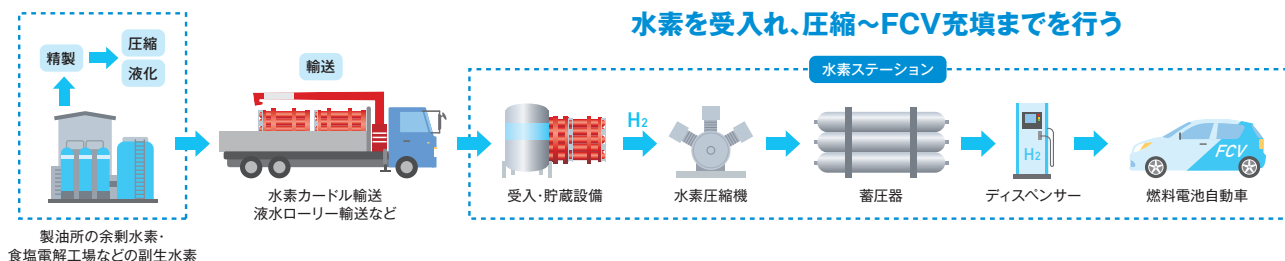 水素を受入れ、圧縮〜FCV充填までを行う
精製
圧縮
液化
輸送
水素ステーション
H2
H2
FCV
水素カードル輸送
液水ローリー輸送など
受入・貯蔵設備
水素圧縮機
蓄圧器
ディスペンサー
燃料電池自動車
製油所の余剰水素・
食塩電解工場などの副生水素